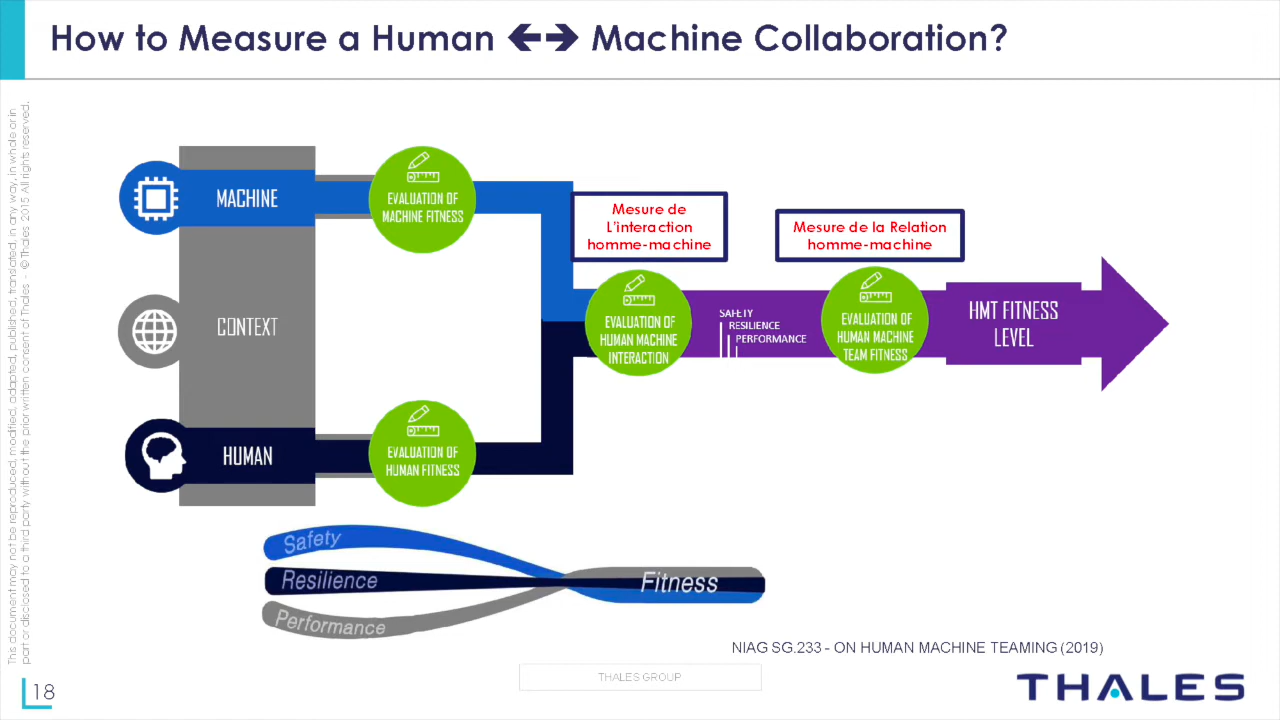 How to Measure a Human ←→ Machine Collaboration?
This document may not be reproduced, modified, adapted, published, translated, in any way, in whole or in
part or disclosed to a third party without the prior written consent of Thales - © Thales 2015 All rights reserved.
MACHINE
EVALUATION OF
MACHINE FITNESS
Mesure de
L'interaction
homme-machine
Mesure de la Relation
homme-machine
CONTEXT
EVALUATION OF
HUMAN MACHINE
INTERACTION
SAFETY
RESILIENCE
PERFORMANCE
EVALUATION OF
HUMAN MACHINE
TEAM FITNESS
HMT FITNESS
LEVEL
HUMAN
EVALUATION OF
HUMAN FITNESS
Safety
Resilience
Performance
Fitness
NIAG SG.233 - ON HUMAN MACHINE TEAMING (2019)
18
THALES GROUP
THALES